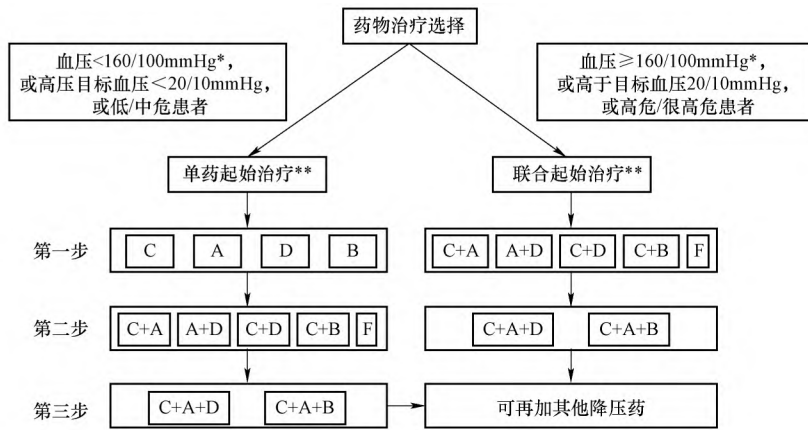 药物治疗选择
血压<160/100mmHg*，
或高压目标血压＜20/10mmHg，
或低/中危患者
血压≥160/100mmHg*，
或高于目标血压20/10mmHg，
或高危/很高危患者
单药起始治疗**
联合起始治疗**
第一步
C A D B
C+A A+D C+D C+B F
第二步
C+A A+D C+D C+B F
C+A+D C+A+B
第三步
C+A+D C+A+B
可再加其他降压药